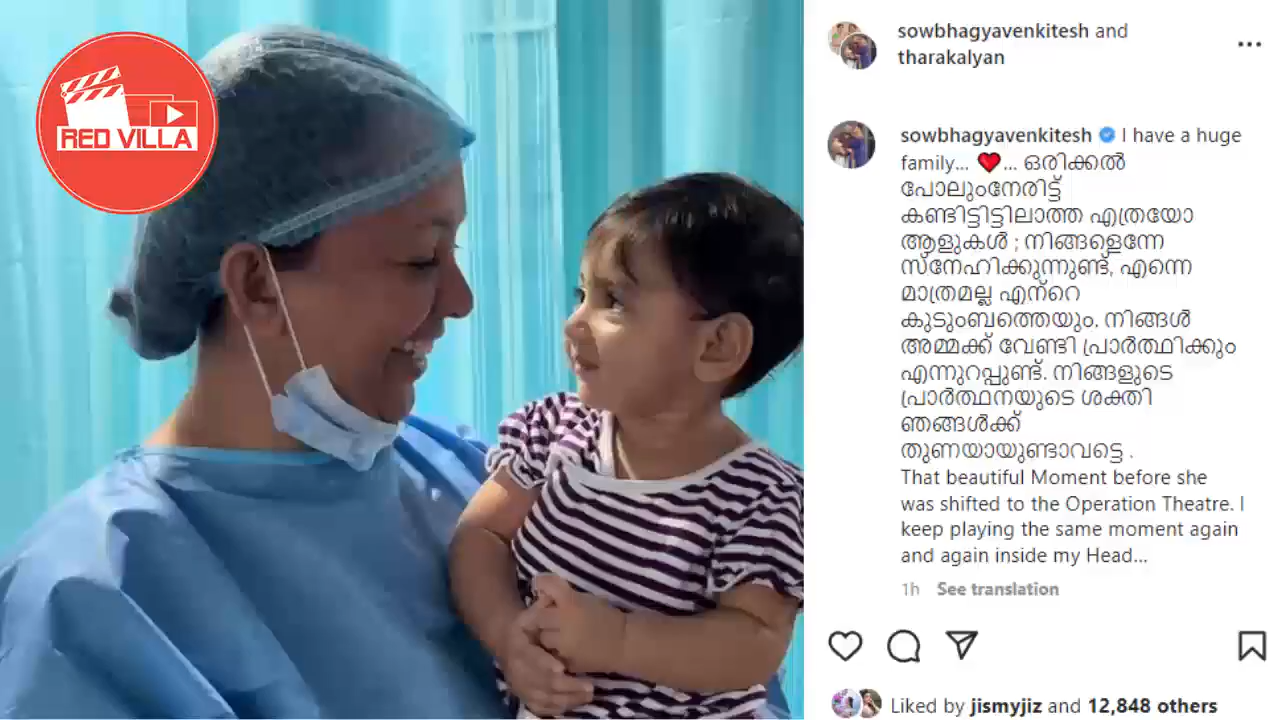 RED VILLA
sowbhagyavenkitesh and
tharakalyan
sowbhagyavenkitesh I have a huge
family... ❤️... ഒരിക്കൽ
പോലുംനേരിട്ട്
കണ്ടിട്ടിട്ടിലാത്ത എത്രയോ
ആളുകൾ ; നിങ്ങളെന്നേ
സ്നേഹിക്കുന്നുണ്ട്, എന്നെ
മാത്രമല്ല എന്റെ
കുടുംബത്തെയും. നിങ്ങൾ
അമ്മക്ക് വേണ്ടി പ്രാർത്ഥിക്കും
എന്നുറപ്പുണ്ട്. നിങ്ങളുടെ
പ്രാർത്ഥനയുടെ ശക്തി
ഞങ്ങൾക്ക്
തുണയായുണ്ടാവട്ടെ .
That beautiful Moment before she
was shifted to the Operation Theatre. I
keep playing the same moment again
and again inside my Head...
1h See translation
Liked by jismyjiz and 12,848 others